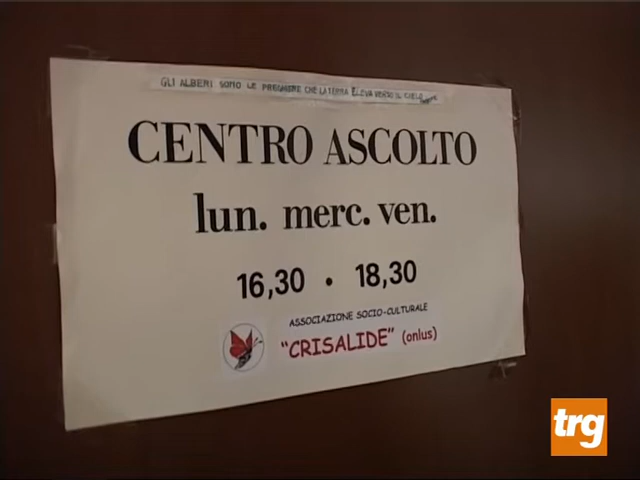 GLI ALBERI SONO LE PREGHIERE CHE LA TERRA ELEVA VERSO IL CIELO
CENTRO ASCOLTO
lun. merc. ven.
16,30 • 18,30
ASSOCIAZIONE SOCIO-CULTURALE
"CRISALIDE" (onlus)
trg